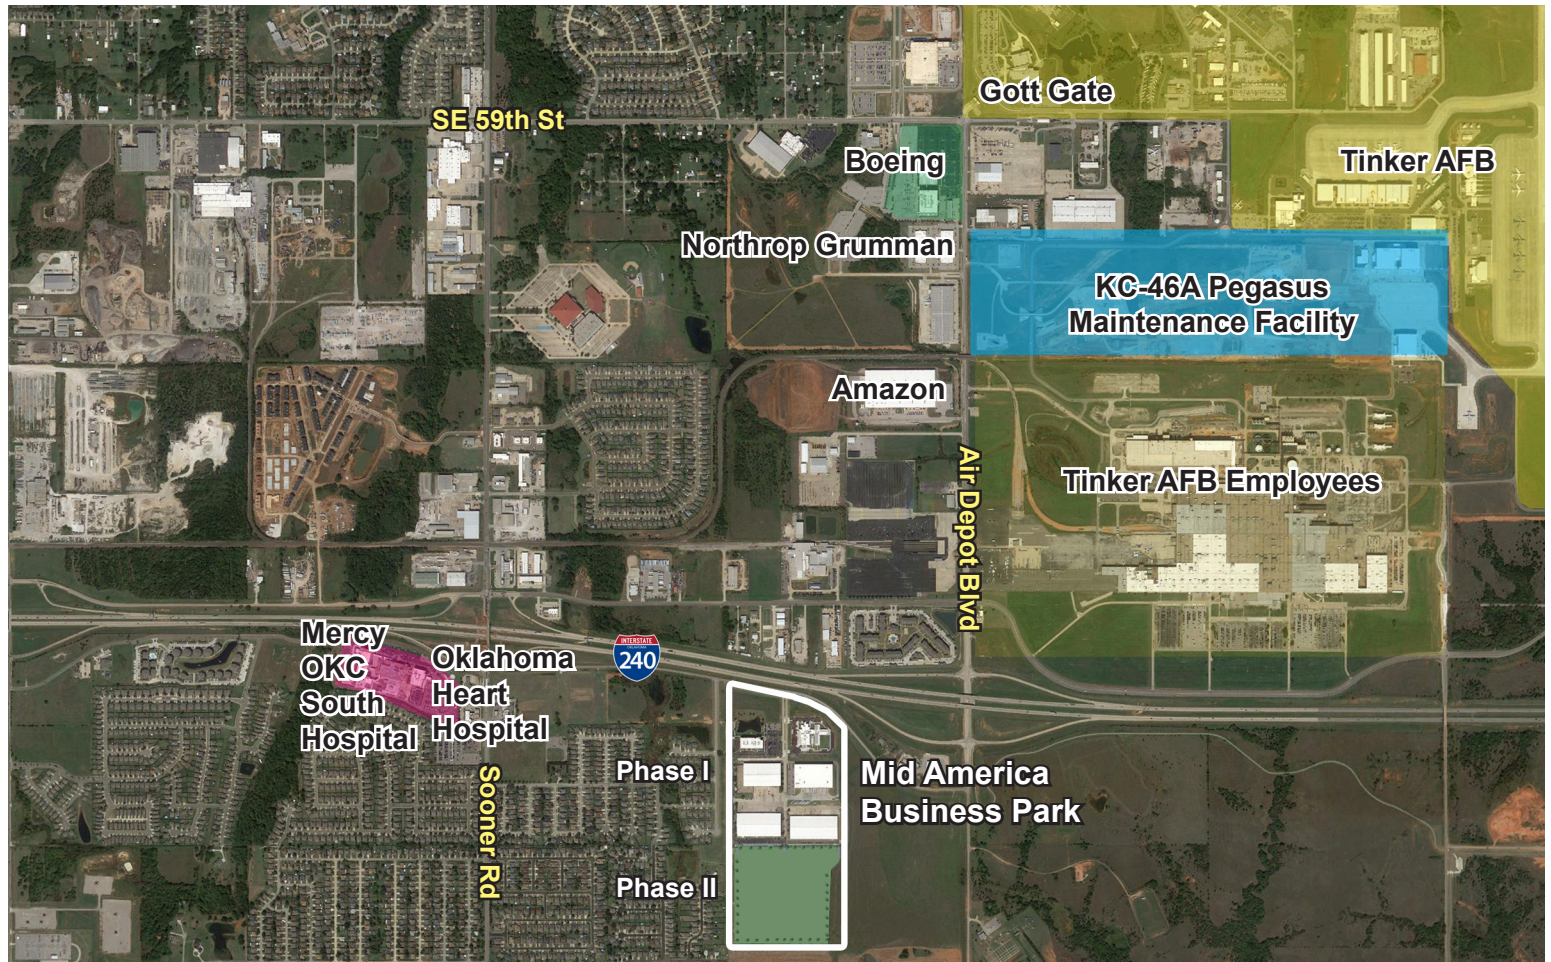 Gott Gate
SE 59th St
Boeing
Tinker AFB
Northrop Grumman
KC-46A Pegasus
Maintenance Facility
Amazon
Air Depot Blvd
Tinker AFB Employees
Mercy
OKC
South
Hospital
Oklahoma
Heart
Hospital
INTERSTATE
OKLAHOMA
240
Phase I
Mid America
Business Park
Sooner Rd
Phase II